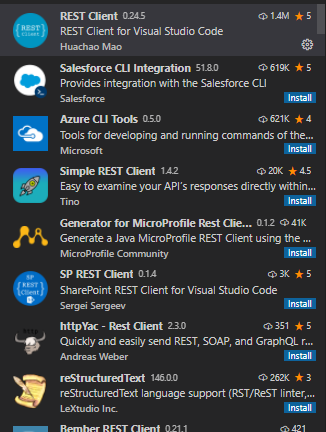 REST Client 0.24.5 1.4M 5
REST Client for Visual Studio Code
Huachao Mao
Salesforce CLI Integration 51.8.0 619K 5
Provides integration with the Salesforce CLI
Salesforce Install
Azure CLI Tools 0.5.0 621K 4
Tools for developing and running commands of the...
Microsoft Install
Simple REST Client 1.4.2 20K 4.5
Easy to examine your API's responses directly within...
Tino Install
Generator for MicroProfile Rest Clie... 0.1.2 41K
Generate a Java MicroProfile REST Client using the ...
MicroProfile Community Install
SP REST Client 0.1.4 3K 5
SharePoint REST Client for Visual Studio Code
Sergei Sergeev Install
httpYac - Rest Client 2.3.0 351 5
Quickly and easily send REST, SOAP, and GraphQL r...
Andreas Weber Install
reStructuredText 146.0.0 262K 3
reStructuredText language support (RST/ReST linter,...
LeXtudio Inc. Install
Bember REST Client 0.21.1 421